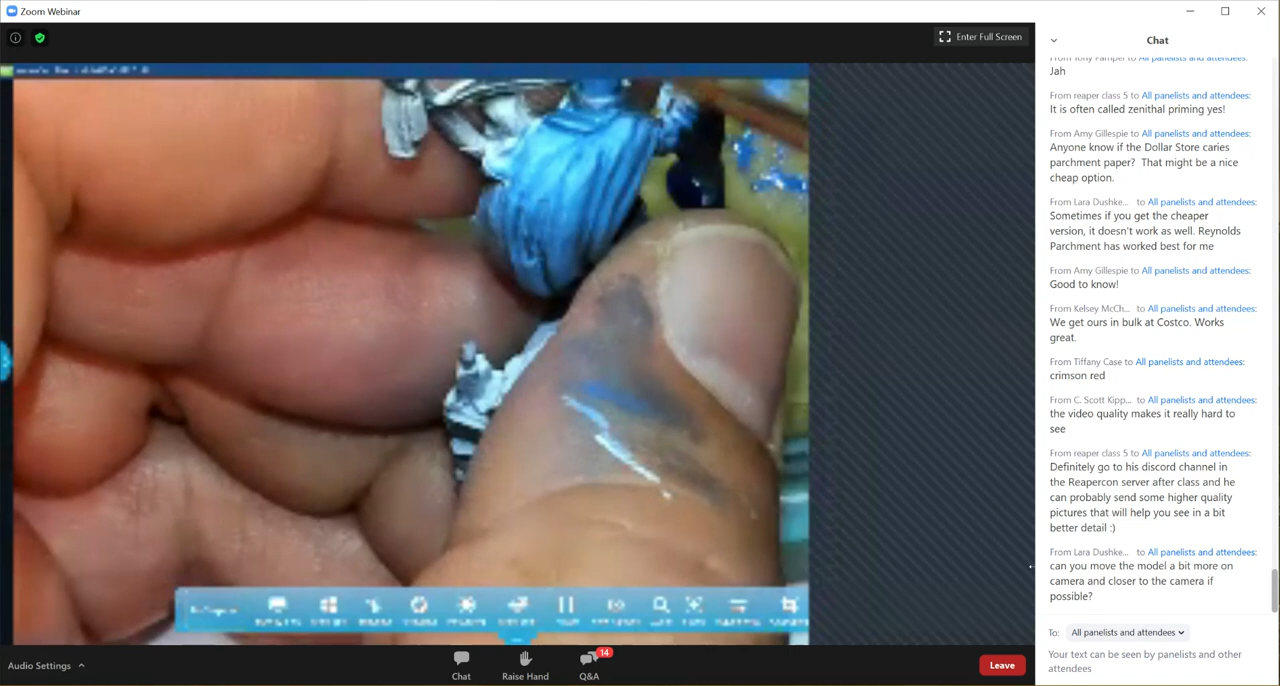 Zoom Webinar
Enter Full Screen
Chat
From Tony Pamper to All panelists and attendees:
Jah
From reaper class 5 to All panelists and attendees:
It is often called zenithal priming yes!
From Amy Gillespie to All panelists and attendees:
Anyone know if the Dollar Store caries
parchment paper? That might be a nice
cheap option.
From Lara Dushke... to All panelists and attendees:
Sometimes if you get the cheaper
version, it doesn't work as well. Reynolds
Parchment has worked best for me
From Amy Gillespie to All panelists and attendees:
Good to know!
From Kelsey McCh... to All panelists and attendees:
We get ours in bulk at Costco. Works
great.
From Tiffany Case to All panelists and attendees:
crimson red
From C. Scott Kipp... to All panelists and attendees:
the video quality makes it really hard to
see
From reaper class 5 to All panelists and attendees:
Definitely go to his discord channel in
the Reapercon server after class and he
can probably send some higher quality
pictures that will help you see in a bit
better detail :)
From Lara Dushke... to All panelists and attendees:
can you move the model a bit more on
camera and closer to the camera if
possible?
To: All panelists and attendees
Your text can be seen by panelists and other
attendees
Audio Settings
Chat
Raise Hand
14
Q&A
Leave